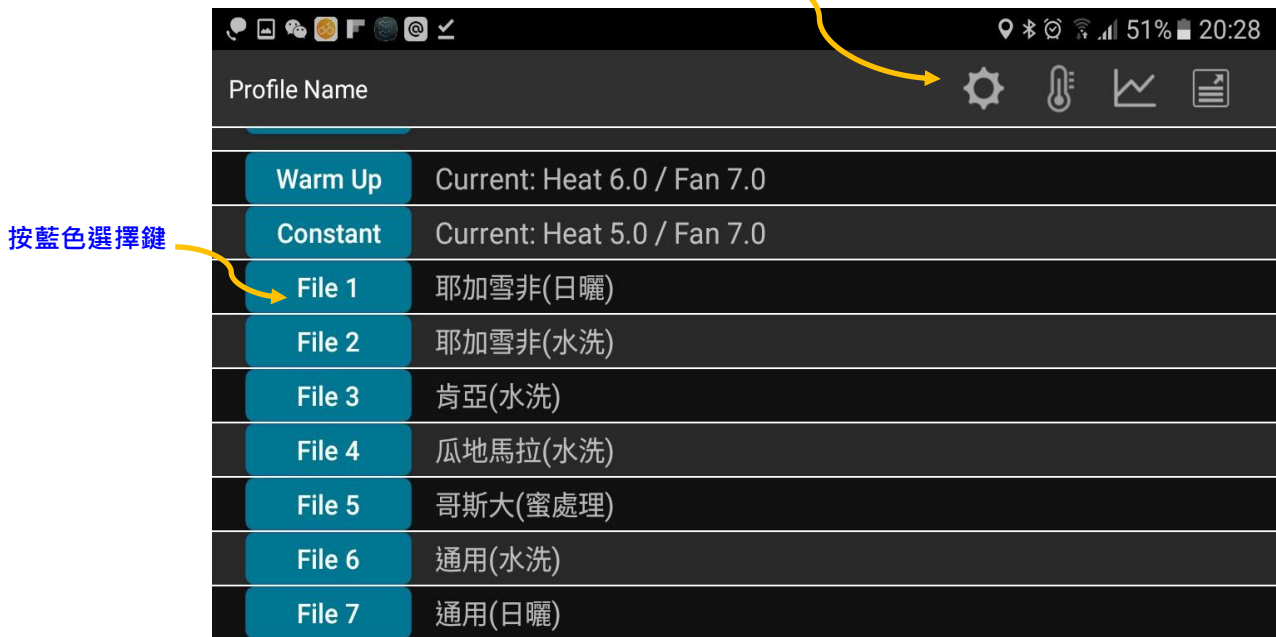 51% 20:28
Profile Name
Warm Up Current: Heat 6.0 / Fan 7.0
按藍色選擇鍵
Constant Current: Heat 5.0 / Fan 7.0
File 1 耶加雪非(日曬)
File 2 耶加雪非(水洗)
File 3 肯亞(水洗)
File 4 瓜地馬拉(水洗)
File 5 哥斯大(蜜處理)
File 6 通用(水洗)
File 7 通用(日曬)